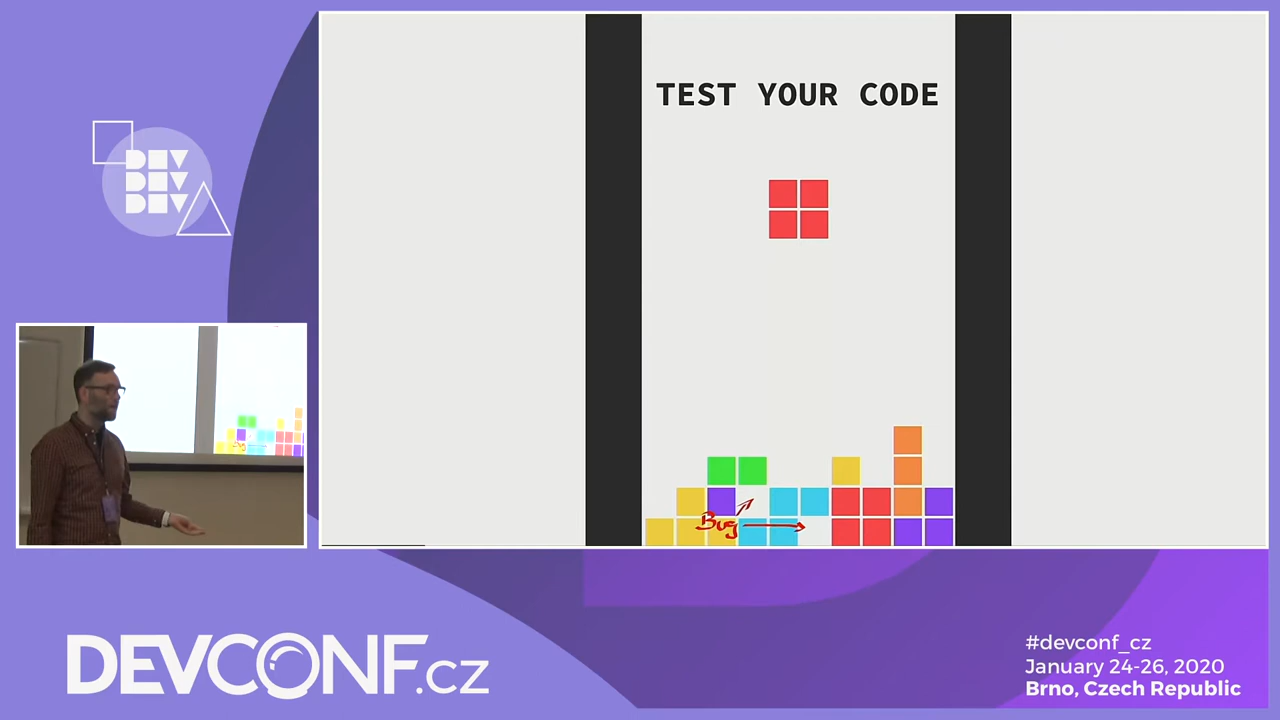 DEV
DEV
DEV
TEST YOUR CODE
Bug
DEVCONF.cz
#devconf_cz
January 24-26, 2020
Brno, Czech Republic